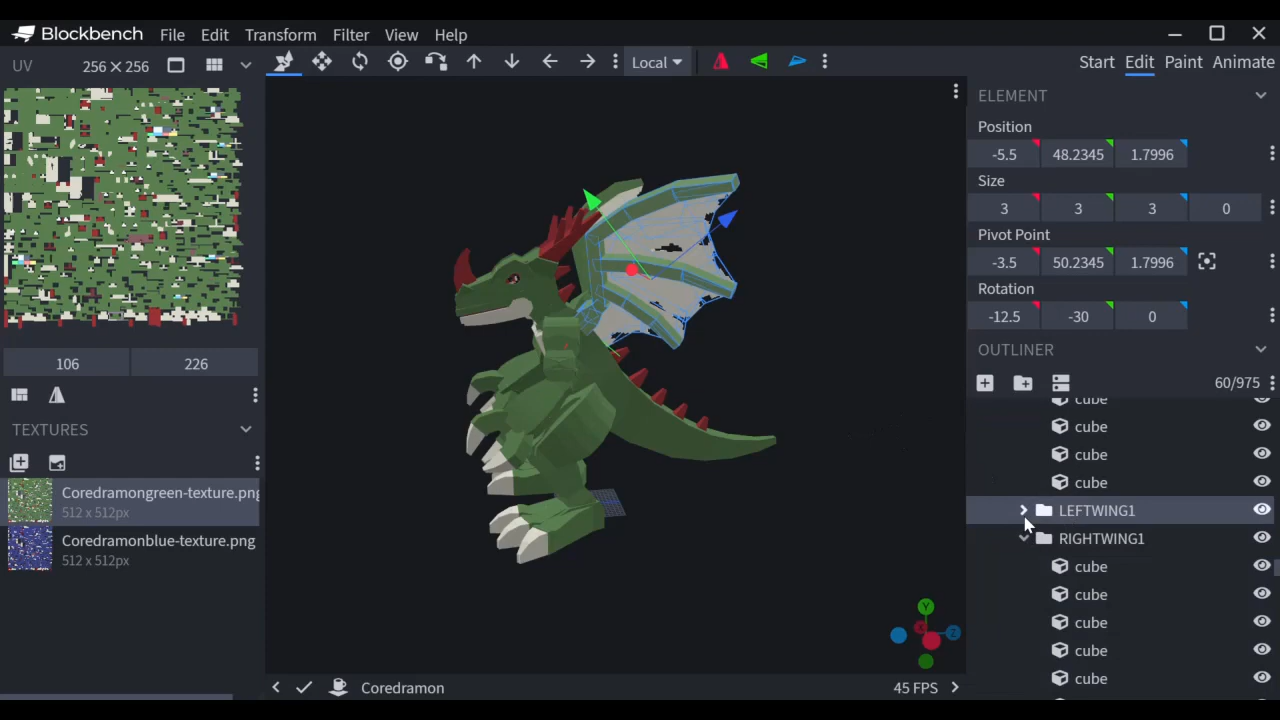 Blockbench File Edit Transform Filter View Help
UV 256 × 256 Local Start Edit Paint Animate
ELEMENT
Position
-5.5 48.2345 1.7996
Size
3 3 3 0
Pivot Point
-3.5 50.2345 1.7996
Rotation
-12.5 -30 0
OUTLINER
60/975
cube
cube
cube
cube
LEFTWING1
RIGHTWING1
cube
cube
cube
cube
cube
106 226
TEXTURES
Coredramongreen-texture.png
512 x 512px
Coredramonblue-texture.png
512 x 512px
Y
X
Z
Coredramon 45 FPS